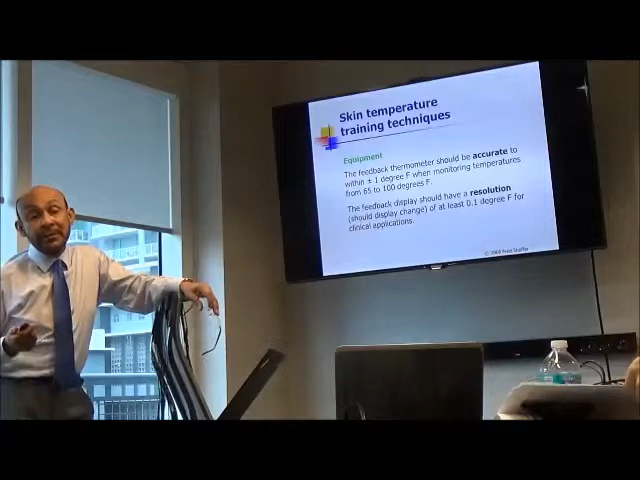 Skin temperature
training techniques
Equipment
The feedback thermometer should be accurate to
within ± 1 degree F when monitoring temperatures
from 65 to 100 degrees F.
The feedback display should have a resolution
(should display change) of at least 0.1 degree F for
clinical applications.
Fred Shaffer